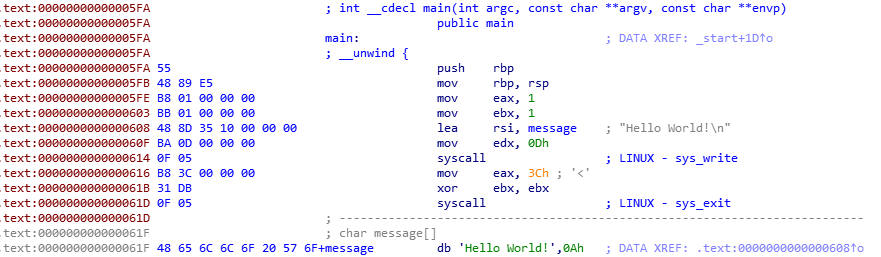 .text:00000000000005FA ; int __cdecl main(int argc, const char **argv, const char **envp)
.text:00000000000005FA public main
.text:00000000000005FA main: ; DATA XREF: _start+1D↑o
.text:00000000000005FA ; __unwind {
.text:00000000000005FA 55 push rbp
.text:00000000000005FB 48 89 E5 mov rbp, rsp
.text:00000000000005FE B8 01 00 00 00 mov eax, 1
.text:0000000000000603 BB 01 00 00 00 mov ebx, 1
.text:0000000000000608 48 8D 35 10 00 00 00 lea rsi, message ; "Hello World!\n"
.text:000000000000060F BA 0D 00 00 00 mov edx, 0Dh
.text:0000000000000614 0F 05 syscall ; LINUX - sys_write
.text:0000000000000616 B8 3C 00 00 00 mov eax, 3Ch ; '<'
.text:000000000000061B 31 DB xor ebx, ebx
.text:000000000000061D 0F 05 syscall ; LINUX - sys_exit
.text:000000000000061D ; ---------------------------------------------------------------------------
.text:000000000000061F ; char message[]
.text:000000000000061F 48 65 6C 6C 6F 20 57 6F+message db 'Hello World!',0Ah ; DATA XREF: .text:0000000000000608↑o